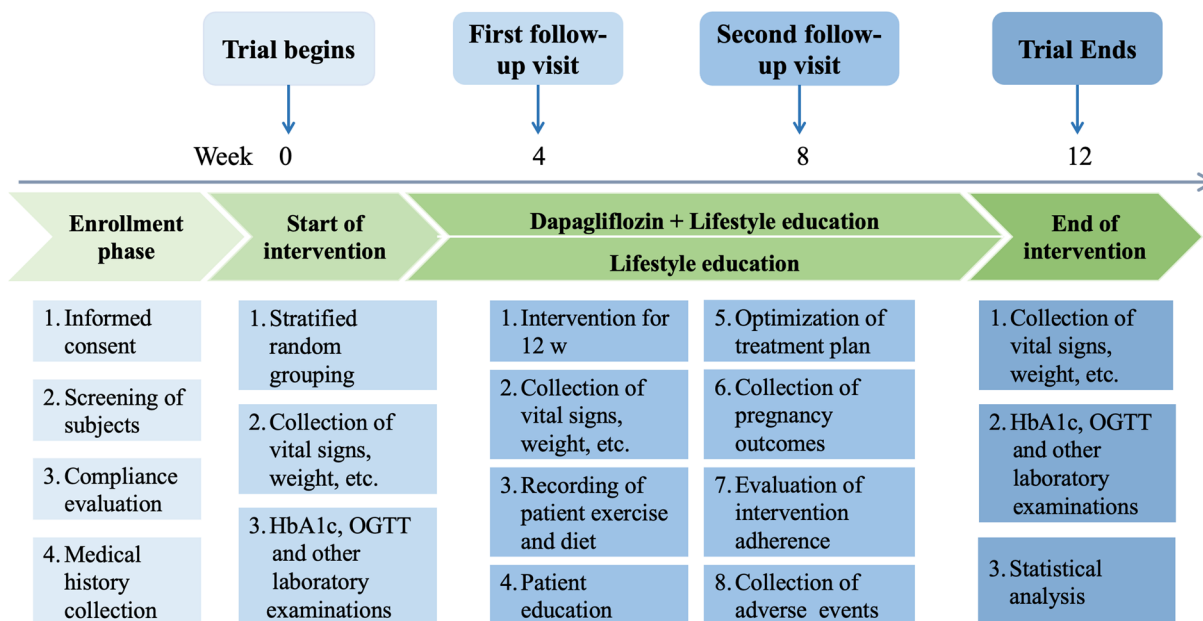 Trial begins
First follow-
up visit
Second follow-
up visit
Trial Ends
Week 0 4 8 12
Enrollment
phase
Start of
intervention
Dapagliflozin + Lifestyle education
Lifestyle education
End of
intervention
1. Informed
consent
2. Screening of
subjects
3. Compliance
evaluation
4. Medical
history
collection
1. Stratified
random
grouping
2. Collection of
vital signs,
weight, etc.
3. HbA1c, OGTT
and other
laboratory
examinations
1. Intervention for
12 w
2. Collection of
vital signs,
weight, etc.
3. Recording of
patient exercise
and diet
4. Patient
education
5. Optimization of
treatment plan
6. Collection of
pregnancy
outcomes
7. Evaluation of
intervention
adherence
8. Collection of
adverse events
1. Collection of
vital signs,
weight, etc.
2. HbA1c, OGTT
and other
laboratory
examinations
3. Statistical
analysis